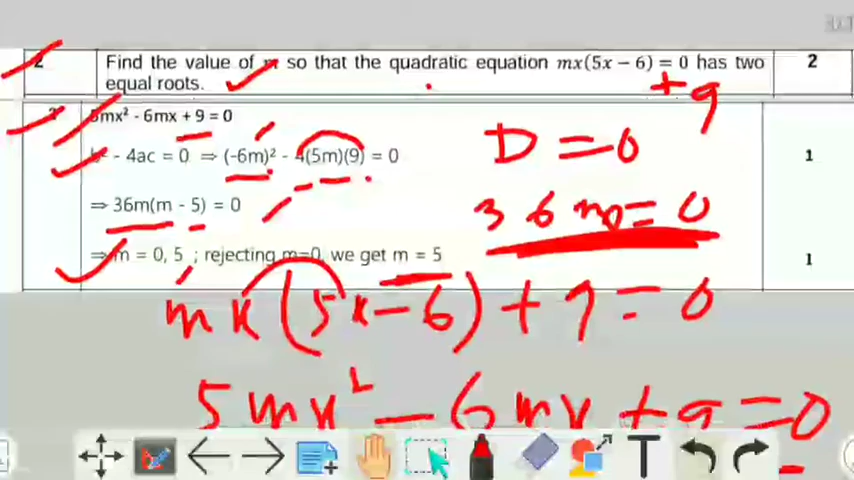 2 Find the value of m so that the quadratic equation mx(5x − 6) = 0 has two 2
equal roots.
+ 9
5mx² - 6mx + 9 = 0
D = 0
b² - 4ac = 0 ⇒ (-6m)² - 4(5m)(9) = 0 1
⇒ 36m(m - 5) = 0
36m = 0
⇒ m = 0, 5 ; rejecting m=0, we get m = 5 1
mx(5x − 6) + 9 = 0
5mx² − 6mx + 9 = 0
T